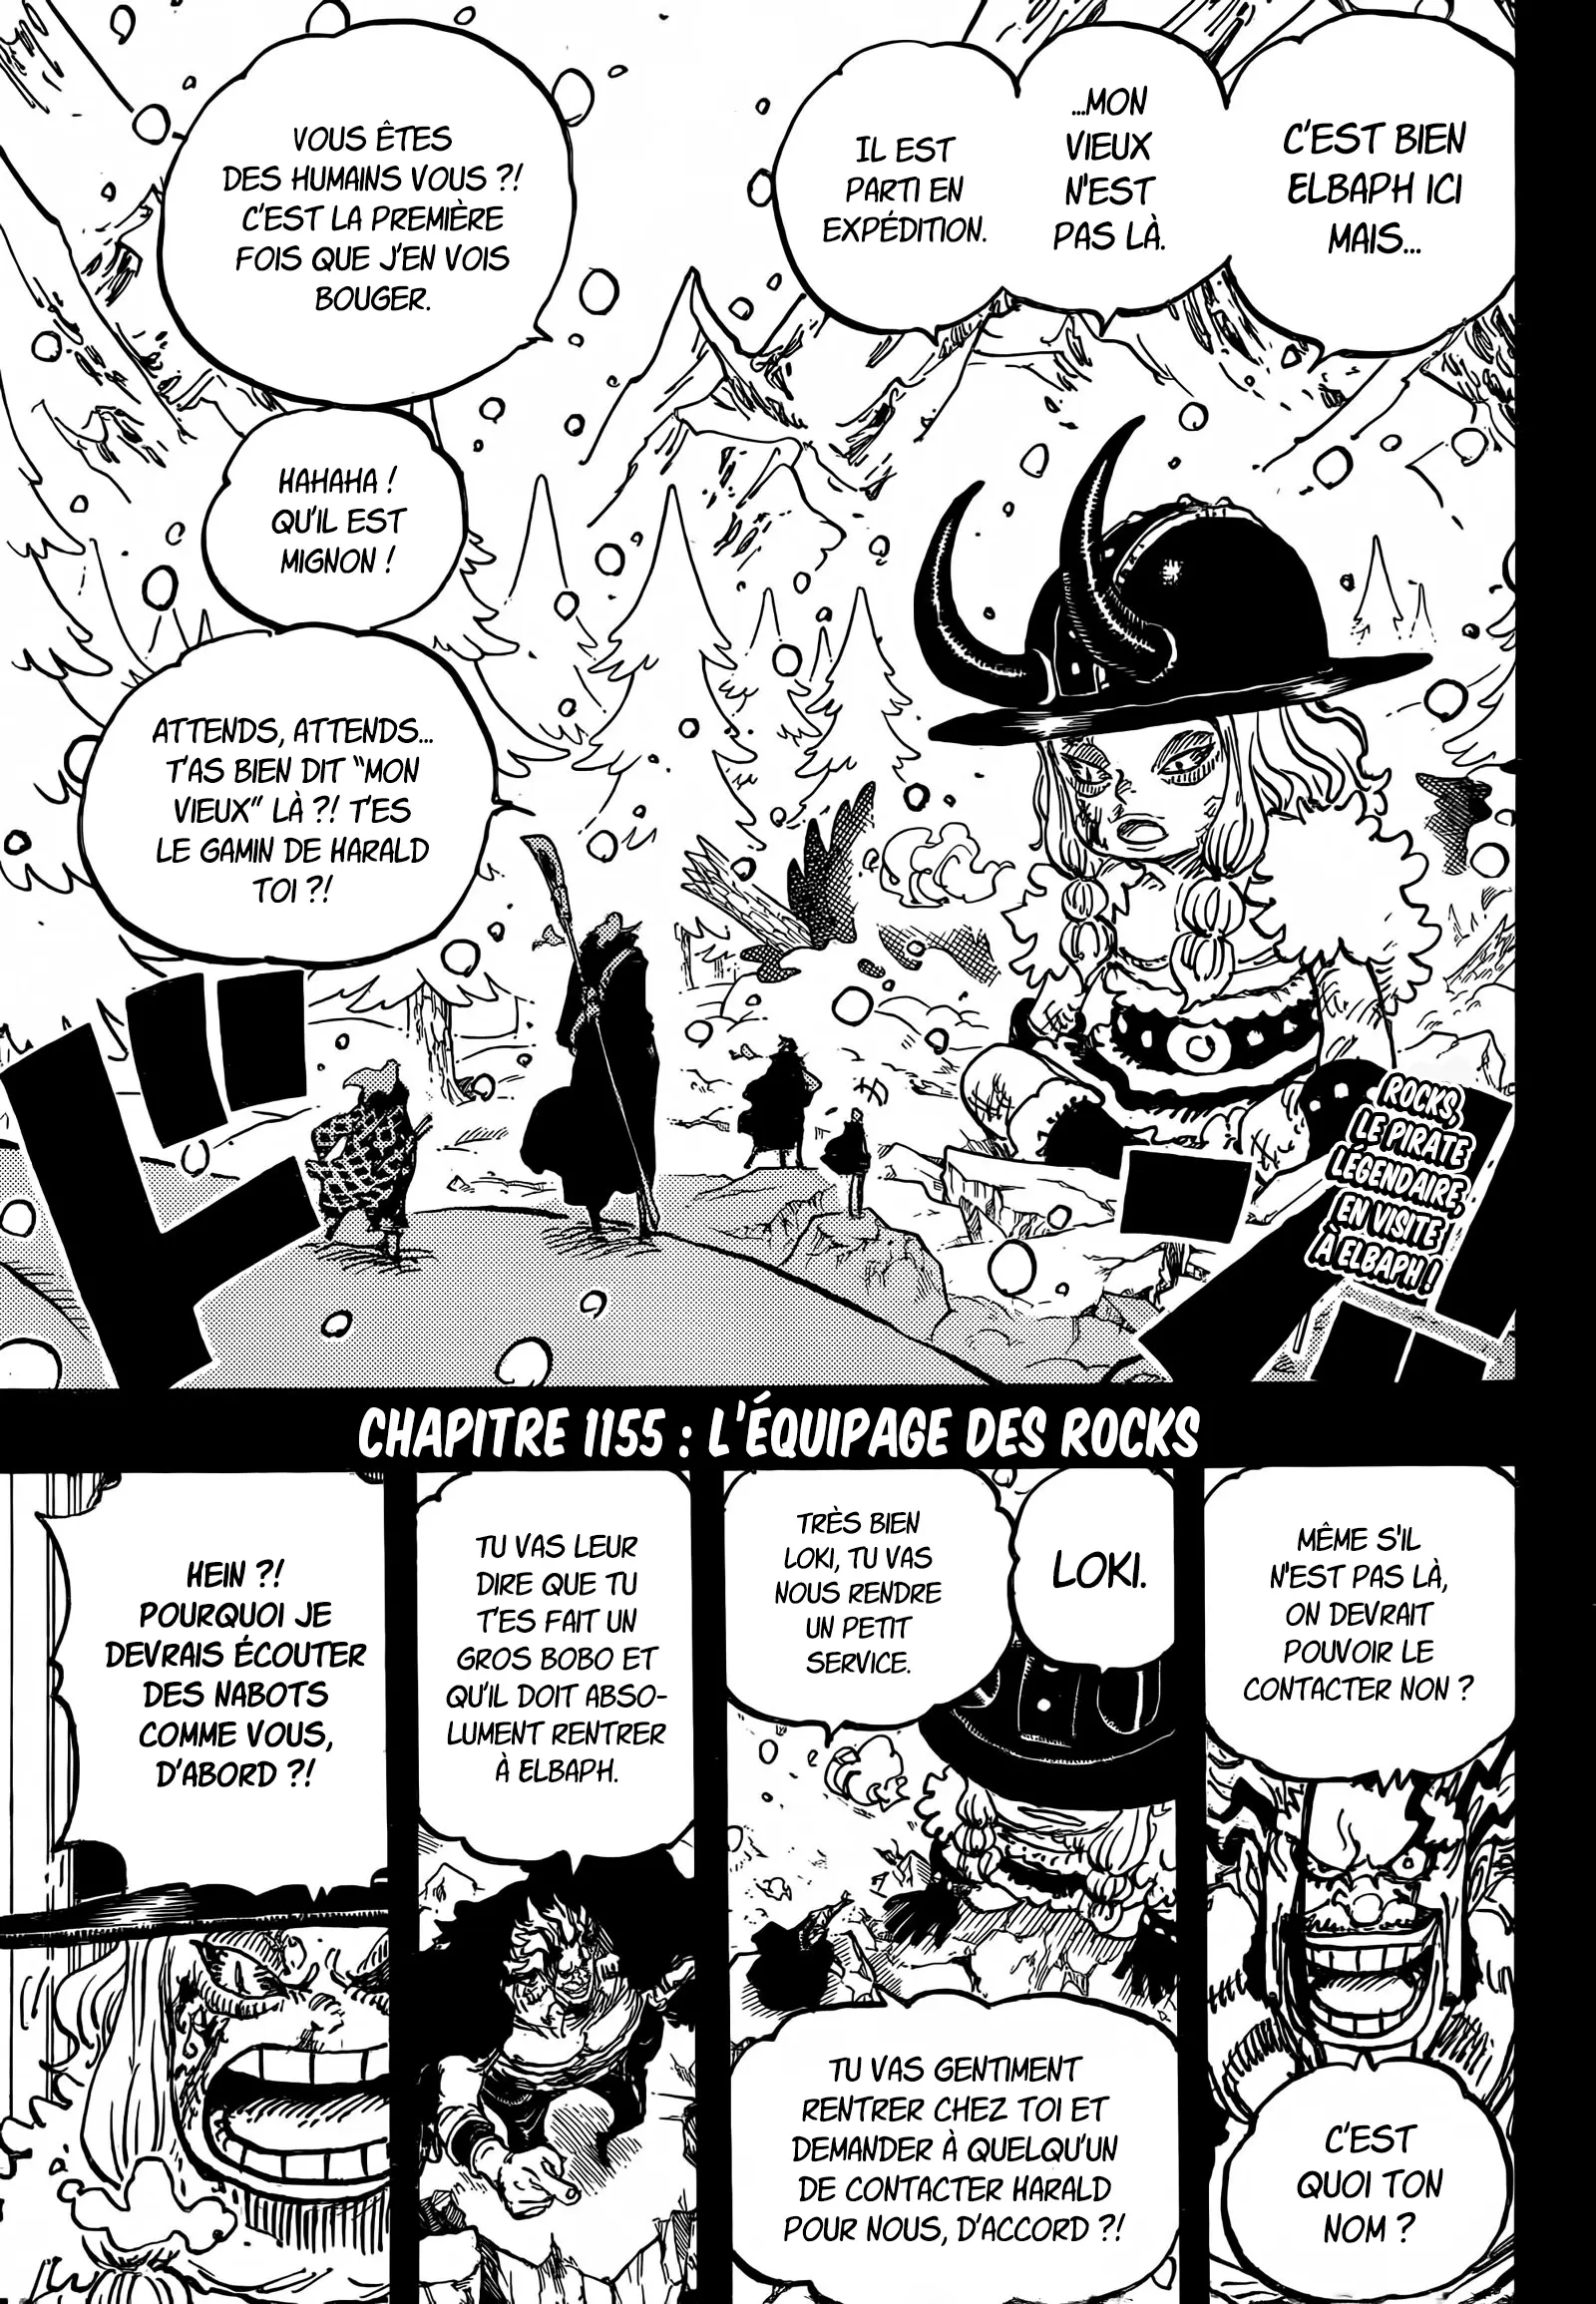 C'EST BIEN
ELBAPH ICI
MAIS...
...MON
VIEUX
N'EST
PAS LÀ.
IL EST
PARTI EN
EXPÉDITION.
VOUS ÊTES
DES HUMAINS VOUS ?!
C'EST LA PREMIÈRE
FOIS QUE J'EN VOIS
BOUGER.
HAHAHA !
QU'IL EST
MIGNON !
ATTENDS, ATTENDS...
T'AS BIEN DIT "MON
VIEUX" LÀ ?! T'ES
LE GAMIN DE HARALD
TOI ?!
ROCKS,
LE PIRATE
LÉGENDAIRE,
EN VISITE
À ELBAPH !
ド
CHAPITRE 1155 : L'ÉQUIPAGE DES ROCKS
MÊME S'IL
N'EST PAS LÀ,
ON DEVRAIT
POUVOIR LE
CONTACTER NON ?
C'EST
QUOI TON
NOM ?
LOKI.
TRÈS BIEN
LOKI, TU VAS
NOUS RENDRE
UN PETIT
SERVICE.
TU VAS GENTIMENT
RENTRER CHEZ TOI ET
DEMANDER À QUELQU'UN
DE CONTACTER HARALD
POUR NOUS, D'ACCORD ?!
TU VAS LEUR
DIRE QUE TU
T'ES FAIT UN
GROS BOBO ET
QU'IL DOIT ABSO-
LUMENT RENTRER
À ELBAPH.
HEIN ?!
POURQUOI JE
DEVRAIS ÉCOUTER
DES NABOTS
COMME VOUS,
D'ABORD ?!